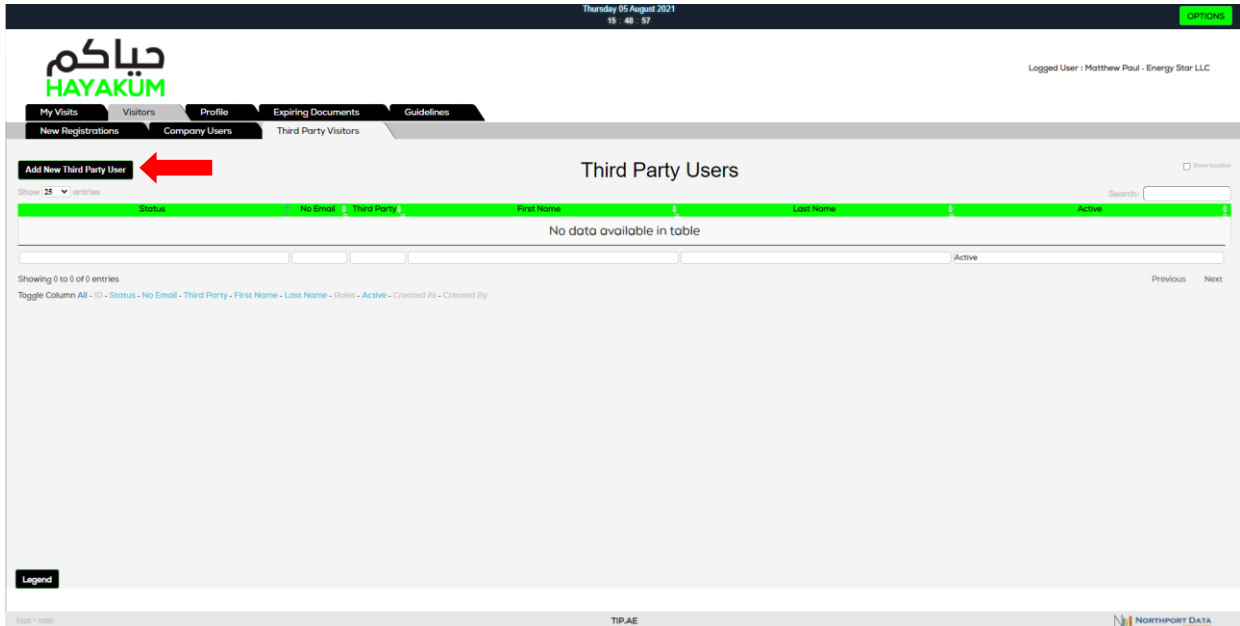 Thursday 05 August 2021
15 : 48 : 57
OPTIONS
حياكم
HAYAKUM
Logged User : Matthew Paul - Energy Star LLC
My Visits Visitors Profile Expiring Documents Guidelines
New Registrations Company Users Third Party Visitors
Add New Third Party User
Third Party Users
Show Inactive
Show 25 entries
Search:
Status No Email Third Party First Name Last Name Active
No data available in table
Active
Showing 0 to 0 of 0 entries
Previous Next
Toggle Column All - ID - Status - No Email - Third Party - First Name - Last Name - Roles - Active - Created At - Created By
Legend
TIP.AE
NORTHPORT DATA